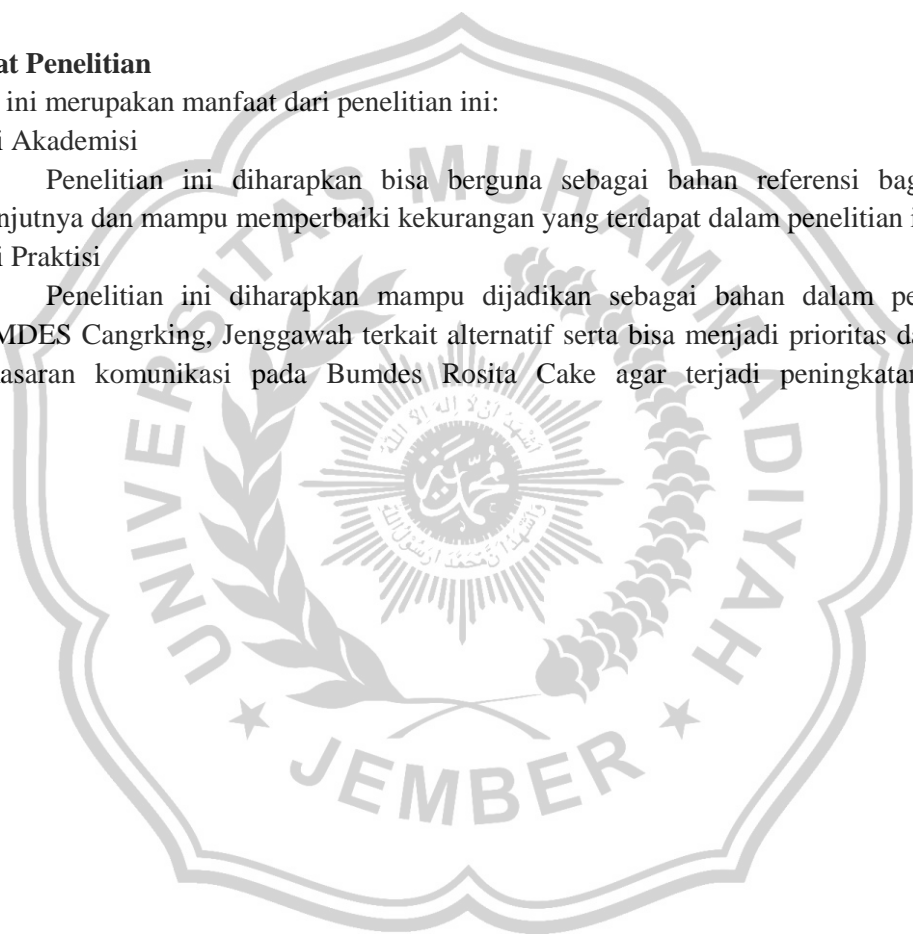 at Penelitian
ini merupakan manfaat dari penelitian ini:
i Akademisi
Penelitian ini diharapkan bisa berguna sebagai bahan referensi bag
njutnya dan mampu memperbaiki kekurangan yang terdapat dalam penelitian i
i Praktisi
Penelitian ini diharapkan mampu dijadikan sebagai bahan dalam pe
MDES Cangrking, Jenggawah terkait alternatif serta bisa menjadi prioritas da
asaran komunikasi pada Bumdes Rosita Cake agar terjadi peningkatan
UNIVERSITAS MUHAMMADIYAH
JEMBER